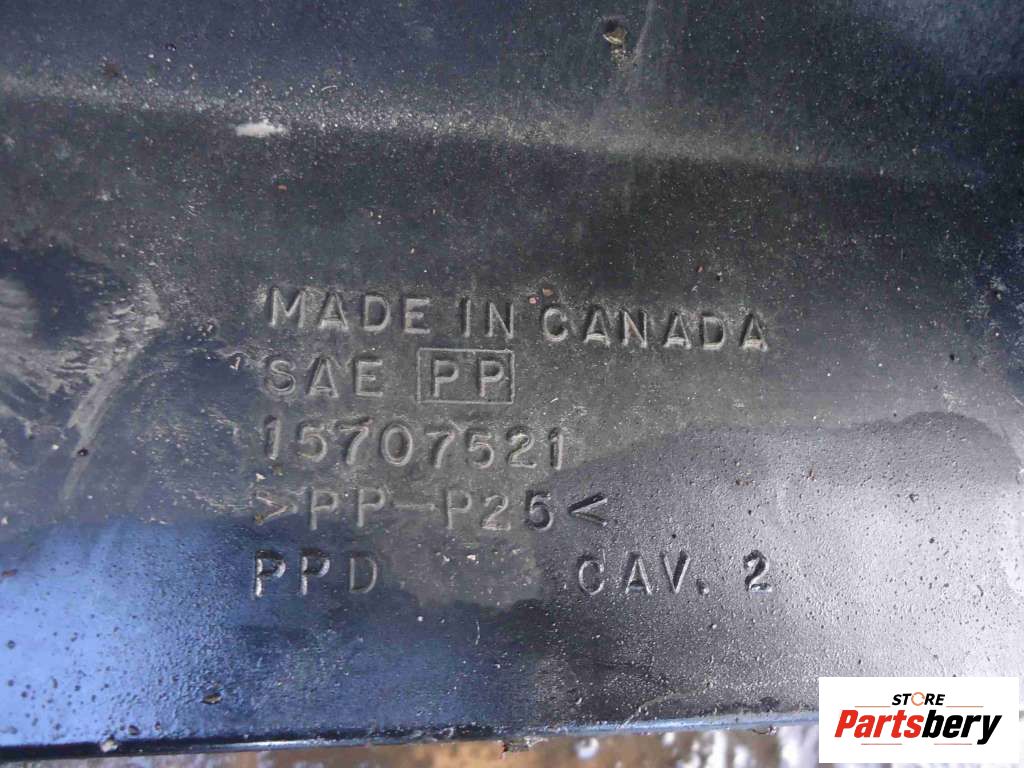 MADE IN CANADA
SAE PP
15707521
>PP-P25<
PPD CAV. 2
STORE
Partsbery